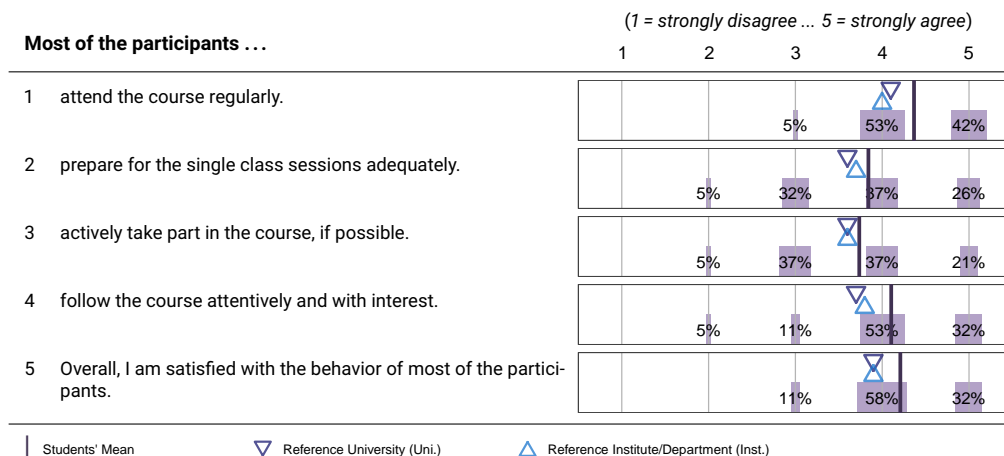 (1 = strongly disagree ... 5 = strongly agree)
Most of the participants . . .
1 2 3 4 5
1 attend the course regularly.
5% 53% 42%
2 prepare for the single class sessions adequately.
5% 32% 37% 26%
3 actively take part in the course, if possible.
5% 37% 37% 21%
4 follow the course attentively and with interest.
5% 11% 53% 32%
5 Overall, I am satisfied with the behavior of most of the partici-
pants.
11% 58% 32%
Students' Mean Reference University (Uni.) Reference Institute/Department (Inst.)